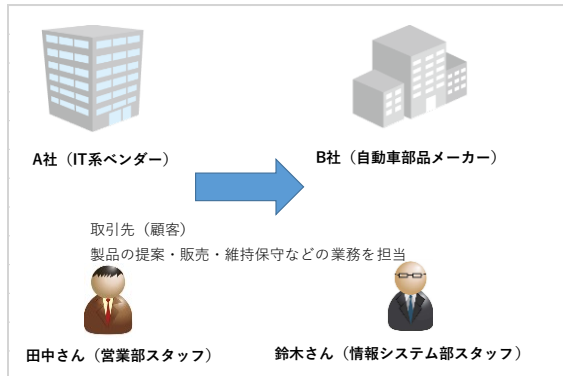 A社（IT系ベンダー）
B社（自動車部品メーカー）
取引先（顧客）
製品の提案・販売・維持保守などの業務を担当
田中さん（営業部スタッフ）
鈴木さん（情報システム部スタッフ）